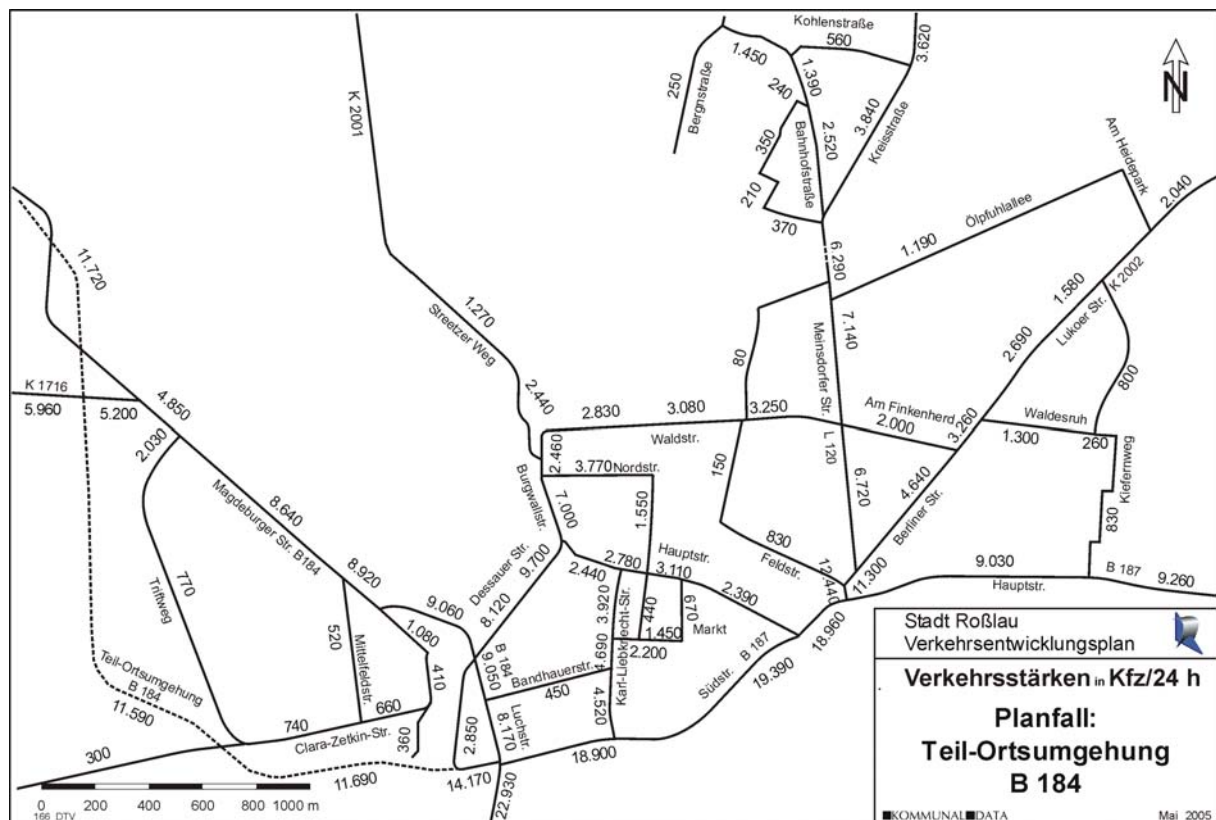 Kohlenstraße
560
3.620
1.450
1.390
240
250
Bergnstraße
350
Bahnhofstraße
2.520
3.840
Kreisstraße
210
370
N
K 2001
Am Heidepark
2.040
Ölpfuhlallee
1.190
6.290
11.720
1.270
Streetzer Weg
7.140
Meinsdorfer Str.
L 120
1.580
Lukoer Str.
K 2002
2.690
80
800
K 1716
5.960
5.200
4.850
2.030
2.440
2.830
3.080
3.250
Waldstr.
Am Finkenherd
2.000
3.260
Waldesruh
1.300
260
Kiefernweg
830
2.460
3.770
Nordstr.
150
6.720
4.640
Berliner Str.
Burgwallstr.
7.000
1.550
8.640
Magdeburger Str. B184
830
Feldstr.
12.440
11.300
9.030
Hauptstr.
B 187
9.260
Hauptstr.
2.780
3.110
2.440
2.390
Dessauer Str.
9.700
8.120
8.920
9.060
1.080
770
Triftweg
520
Mittelfeldstr.
410
3.920
Karl-Liebknecht-Str.
440
670
1.450
Markt
2.200
4.690
18.960
Südstr.
B 187
19.390
B 184
9.050
Bandhauerstr.
450
4.520
Luchstr.
8.170
2.850
Teil-Ortsumgehung
B 184
11.590
740
660
Clara-Zetkin-Str.
360
300
11.690
14.170
18.900
22.930
0 200 400 600 800 1000 m
166_DTV
Stadt Roßlau
Verkehrsentwicklungsplan
Verkehrsstärken in Kfz/24 h
Planfall:
Teil-Ortsumgehung
B 184
KOMMUNAL DATA
Mai 2005